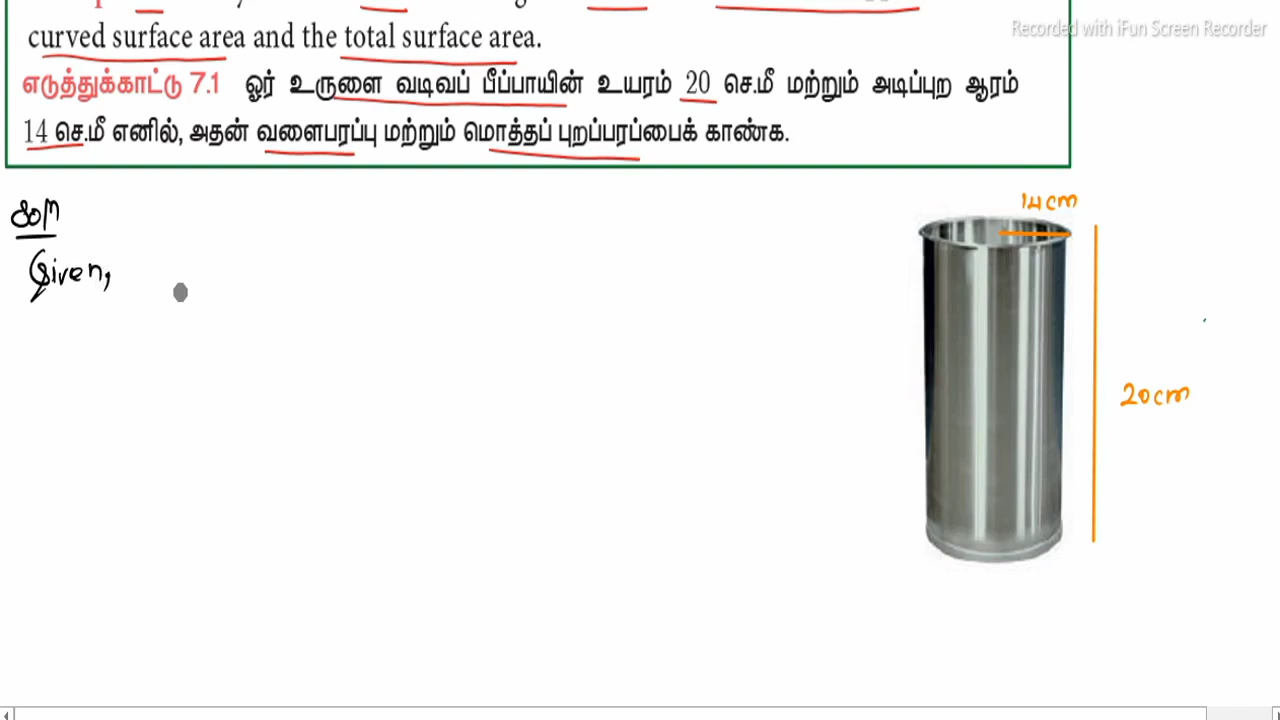 curved surface area and the total surface area.
எடுத்துக்காட்டு 7.1 ஓர் உருளை வடிவப் பீப்பாயின் உயரம் 20 செ.மீ மற்றும் அடிப்புற ஆரம்
14 செ.மீ எனில், அதன் வளைபரப்பு மற்றும் மொத்தப் புறப்பரப்பைக் காண்க.
Recorded with iFun Screen Recorder
Given,
14cm
20cm